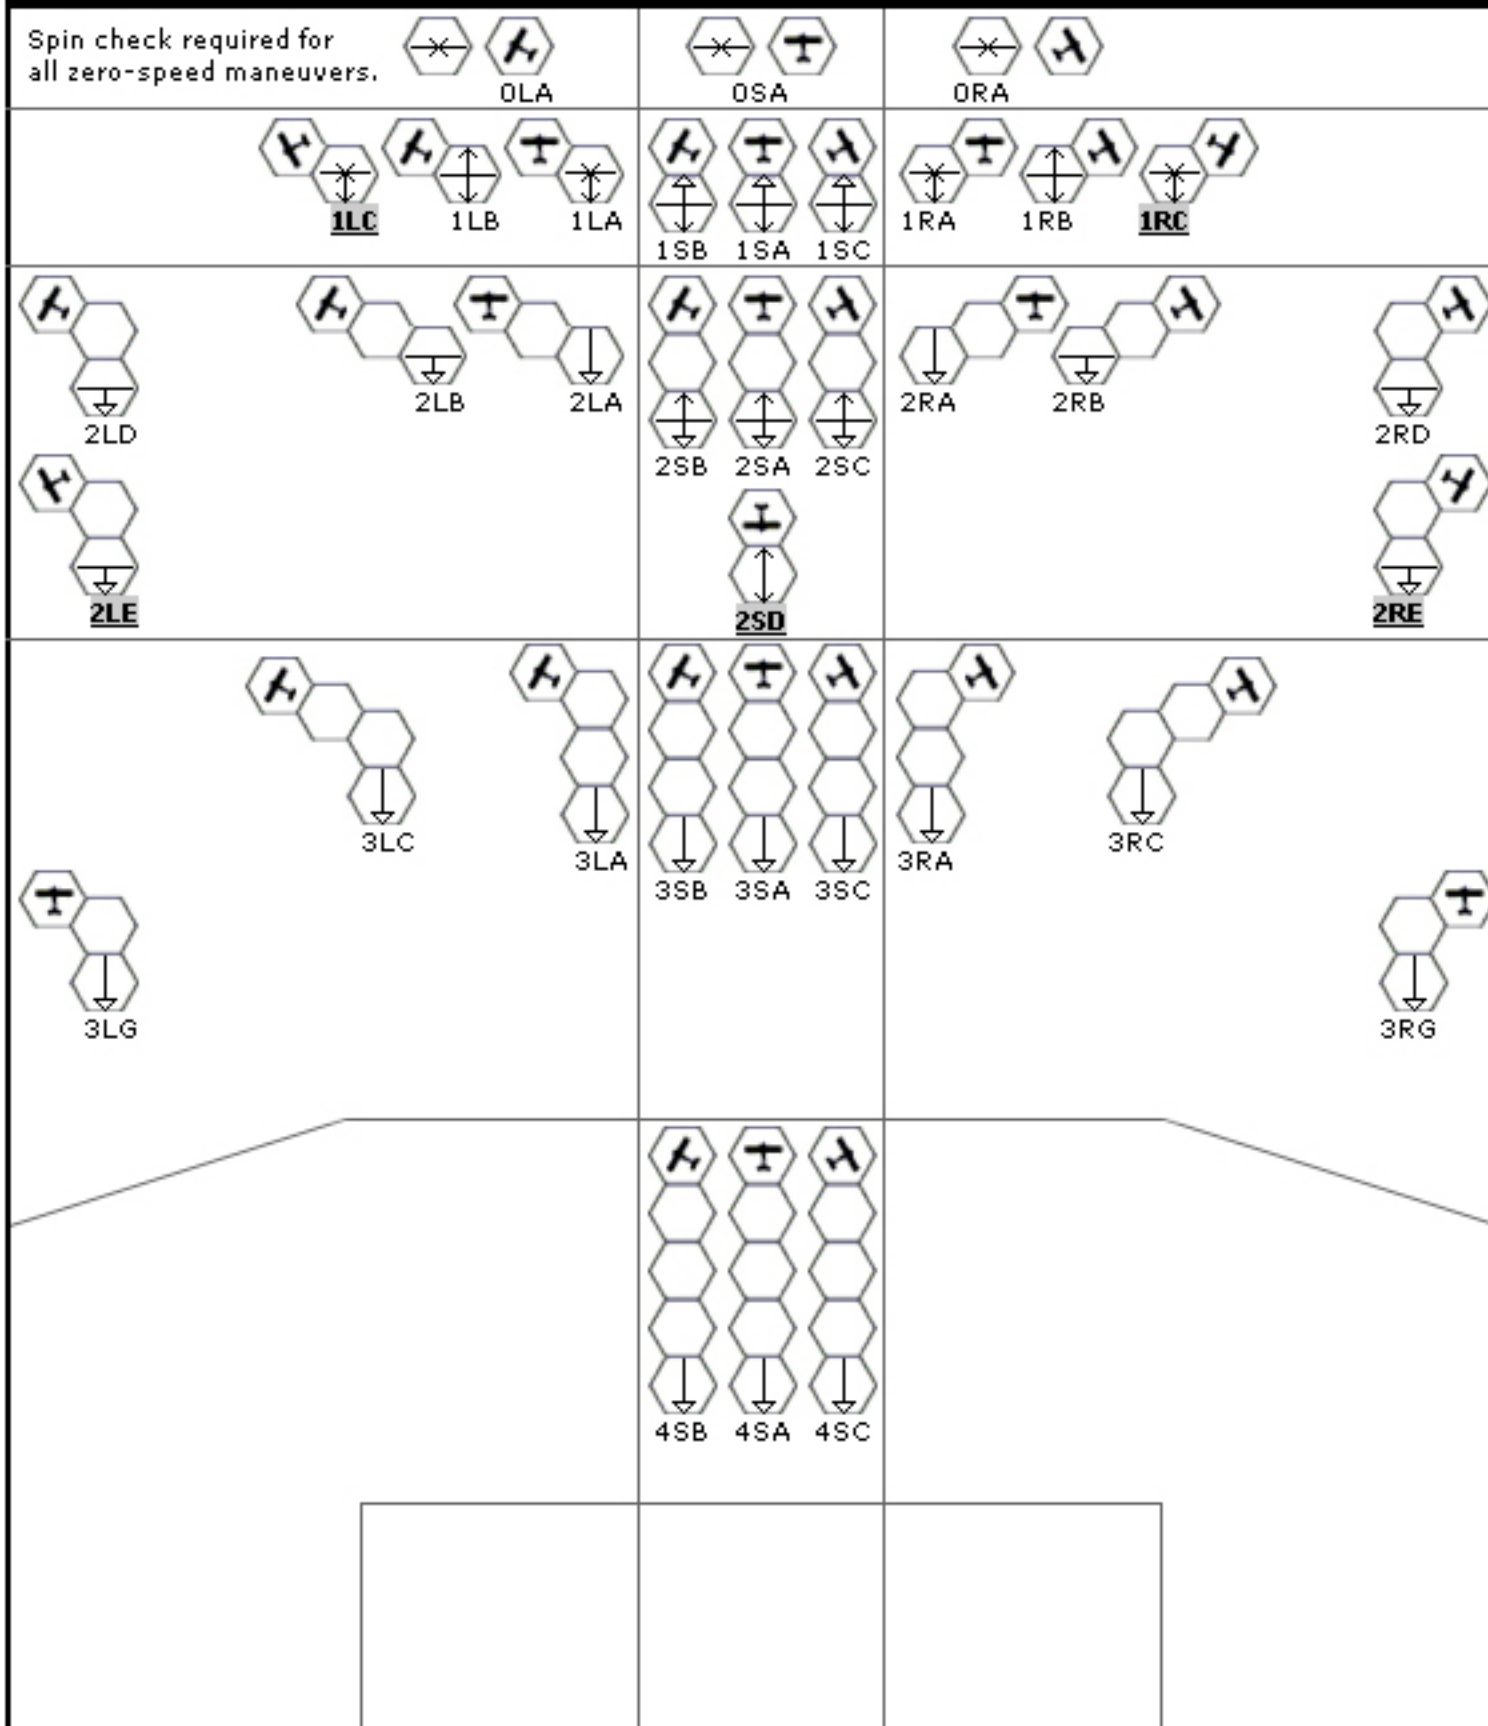 Spin check required for
all zero-speed maneuvers.
0LA
0SA
0RA
1LC
1LB
1LA
1SB
1SA
1SC
1RA
1RB
1RC
2LD
2LB
2LA
2SB
2SA
2SC
2RA
2RB
2RD
2LE
2SD
2RE
3LC
3LA
3SB
3SA
3SC
3RA
3RC
3LG
3RG
4SB
4SA
4SC